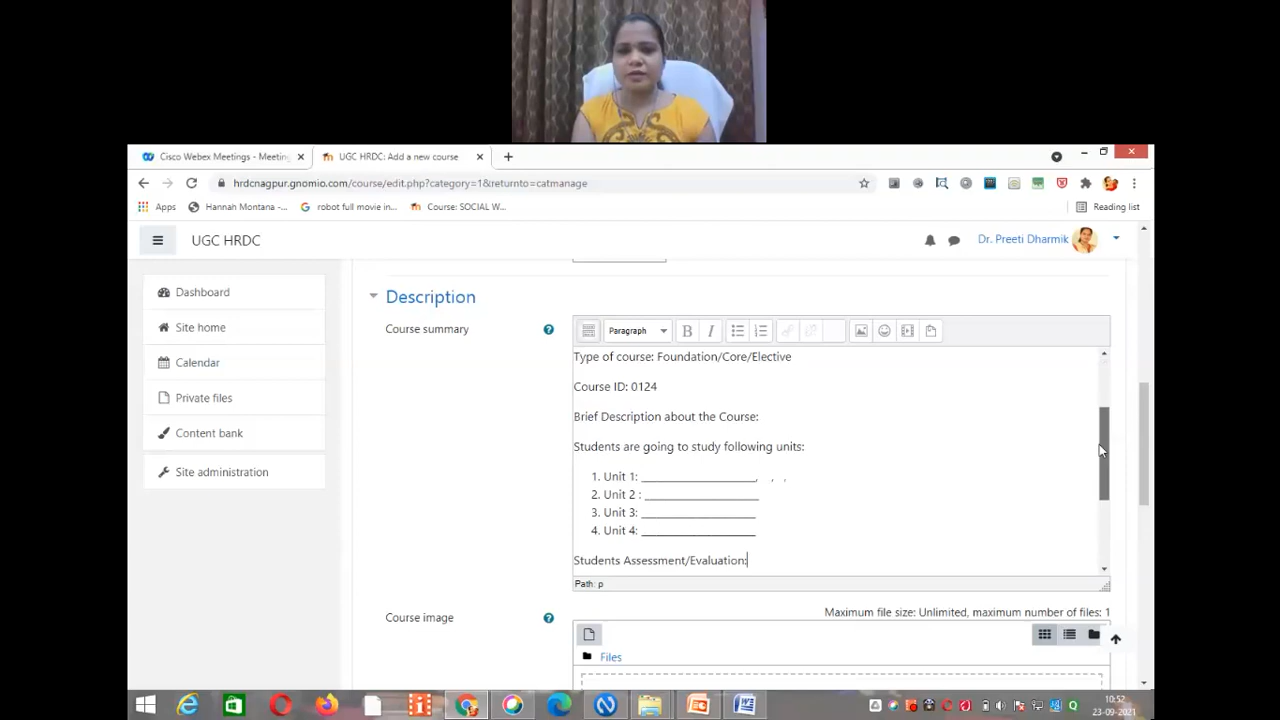 Cisco Webex Meetings - Meeting
UGC HRDC: Add a new course
hrdcnagpur.gnomio.com/course/edit.php?category=1&returnto=catmanage
Apps
Hannah Montana -...
robot full movie in...
Course: SOCIAL W...
Reading list
UGC HRDC
Dr. Preeti Dharmik
Dashboard
Site home
Calendar
Private files
Content bank
Site administration
Description
Course summary
Paragraph
B I
Type of course: Foundation/Core/Elective
Course ID: 0124
Brief Description about the Course:
Students are going to study following units:
1. Unit 1: ____________________, , ,
2. Unit 2 : ____________________
3. Unit 3: ____________________
4. Unit 4: ____________________
Students Assessment/Evaluation:
Path: p
Course image
Maximum file size: Unlimited, maximum number of files: 1
Files
10:52
23-09-2021